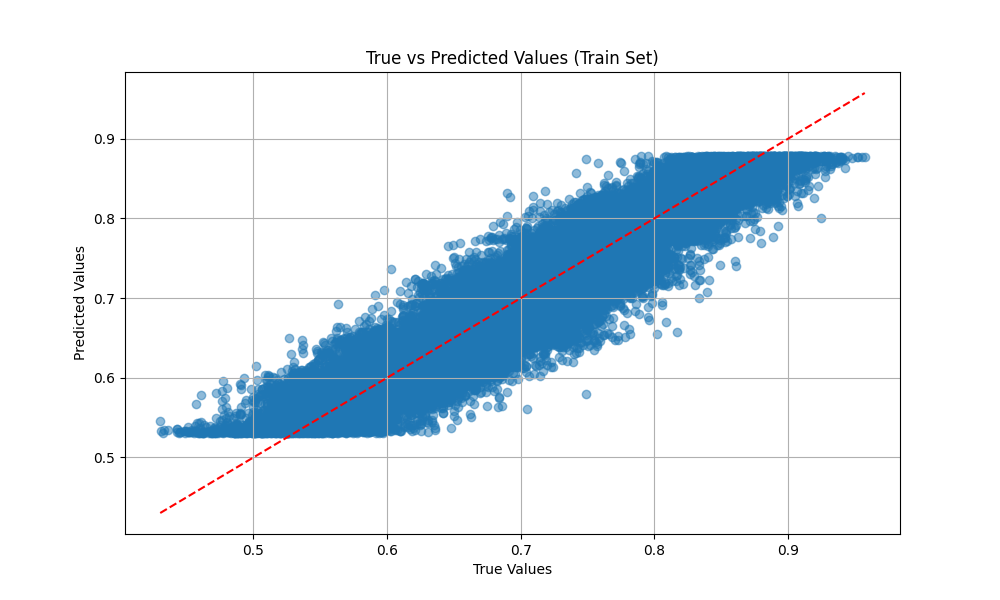 True vs Predicted Values (Train Set)
Predicted Values
0.9
0.8
0.7
0.6
0.5
0.5 0.6 0.7 0.8 0.9
True Values